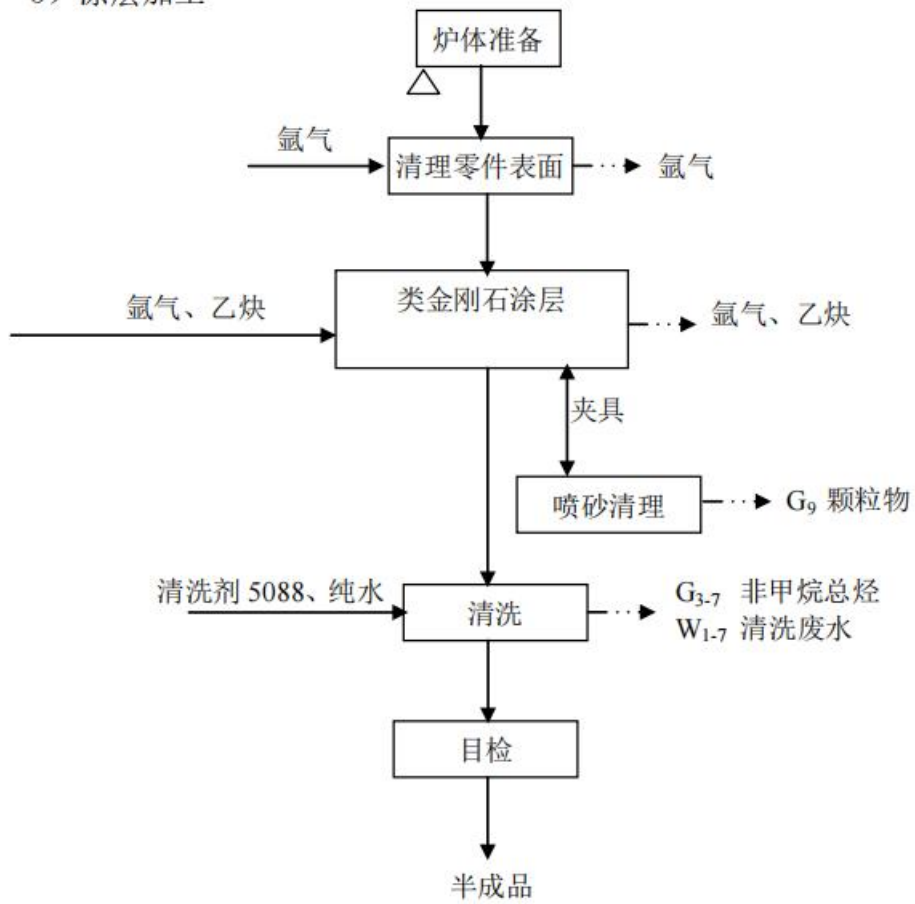 炉体准备
氩气
清理零件表面
氩气
氩气、乙炔
类金刚石涂层
氩气、乙炔
夹具
喷砂清理
G9 颗粒物
清洗剂 5088、纯水
清洗
G3-7 非甲烷总烃
W1-7 清洗废水
目检
半成品